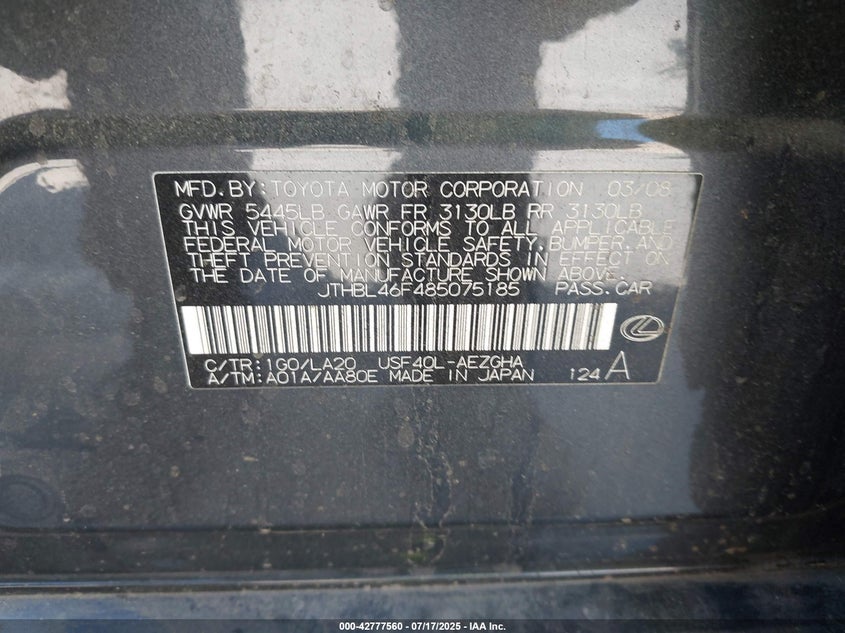 MFD. BY: TOYOTA MOTOR CORPORATION 03/08
GVWR 5445LB GAWR FR 3130LB RR 3130LB
THIS VEHICLE CONFORMS TO ALL APPLICABLE
FEDERAL MOTOR VEHICLE SAFETY, BUMPER, AND
THEFT PREVENTION STANDARDS IN EFFECT ON
THE DATE OF MANUFACTURE SHOWN ABOVE.
JTHBL46F485075185 PASS. CAR
C/TR: 1G0/LA20 USF40L-AEZGHA
A/TM: A01A/AA80E MADE IN JAPAN 124 A
000-42777560 - 07/17/2025 - IAA Inc.